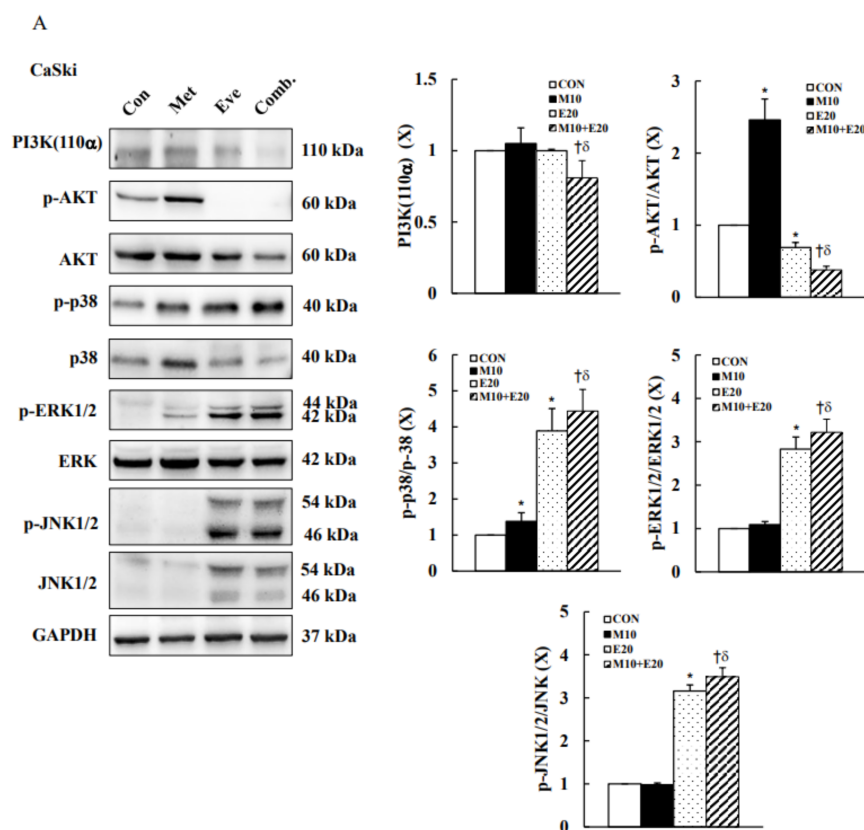 A
CaSki
Con Met Eve Comb.
PI3K(110α) 110 kDa
p-AKT 60 kDa
AKT 60 kDa
p-p38 40 kDa
p38 40 kDa
p-ERK1/2 44 kDa
42 kDa
ERK 42 kDa
p-JNK1/2 54 kDa
46 kDa
JNK1/2 54 kDa
46 kDa
GAPDH 37 kDa
PI3K(110α) (X)
1.5
1
0.5
0
CON
M10
E20
M10+E20
†δ
p-AKT/AKT (X)
3
2
1
0
CON
M10
E20
M10+E20
*
*
†δ
p-p38/p-38 (X)
6
5
4
3
2
1
0
CON
M10
E20
M10+E20
*
*
†δ
p-ERK1/2/ERK1/2 (X)
5
4
3
2
1
0
CON
M10
E20
M10+E20
*
†δ
p-JNK1/2/JNK (X)
5
4
3
2
1
0
CON
M10
E20
M10+E20
*
†δ